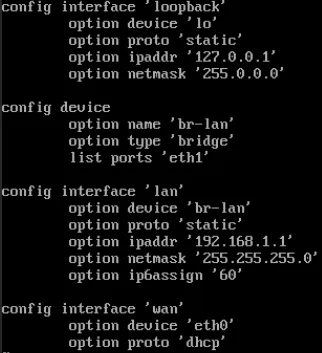 config interface 'loopback'
option device 'lo'
option proto 'static'
option ipaddr '127.0.0.1'
option netmask '255.0.0.0'
config device
option name 'br-lan'
option type 'bridge'
list ports 'eth1'
config interface 'lan'
option device 'br-lan'
option proto 'static'
option ipaddr '192.168.1.1'
option netmask '255.255.255.0'
option ip6assign '60'
config interface 'wan'
option device 'eth0'
option proto 'dhcp'